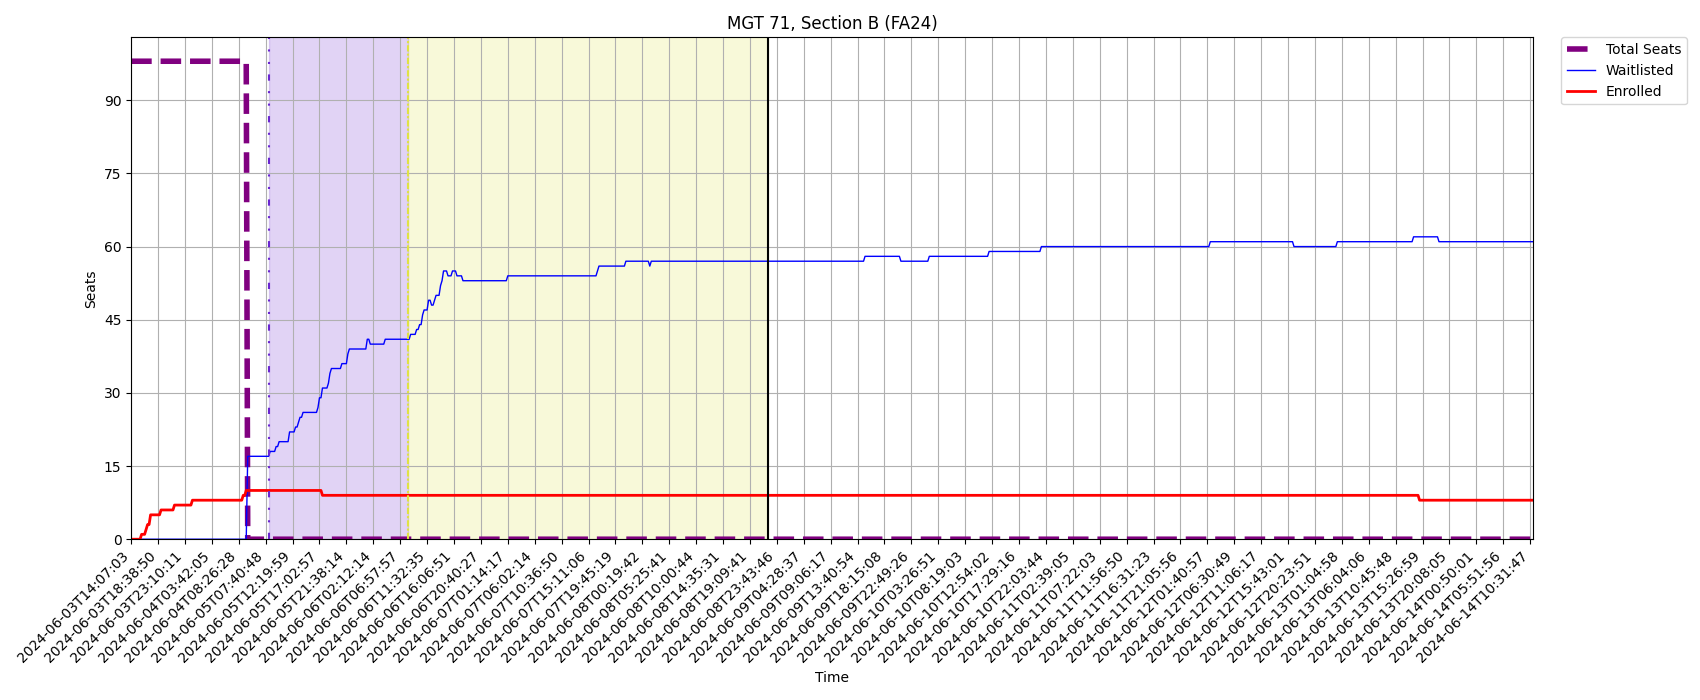 MGT 71, Section B (FA24)
Total Seats
Waitlisted
Enrolled
Seats
90
75
60
45
30
15
0
2024-06-03T14:07:03
2024-06-03T18:38:50
2024-06-03T23:10:11
2024-06-04T03:42:05
2024-06-04T08:26:28
2024-06-05T07:40:48
2024-06-05T12:19:59
2024-06-05T17:02:57
2024-06-05T21:38:14
2024-06-06T02:12:14
2024-06-06T06:57:57
2024-06-06T11:32:35
2024-06-06T16:06:51
2024-06-06T20:40:27
2024-06-07T01:14:17
2024-06-07T06:02:14
2024-06-07T10:36:50
2024-06-07T15:11:06
2024-06-07T19:45:19
2024-06-08T00:19:42
2024-06-08T05:25:41
2024-06-08T10:00:44
2024-06-08T14:35:31
2024-06-08T19:09:41
2024-06-08T23:43:46
2024-06-09T04:28:37
2024-06-09T09:06:17
2024-06-09T13:40:54
2024-06-09T18:15:08
2024-06-09T22:49:26
2024-06-10T03:26:51
2024-06-10T08:19:03
2024-06-10T12:54:02
2024-06-10T17:29:16
2024-06-10T22:03:44
2024-06-11T02:39:05
2024-06-11T07:22:03
2024-06-11T11:56:50
2024-06-11T16:31:23
2024-06-11T21:05:56
2024-06-12T01:40:57
2024-06-12T06:30:49
2024-06-12T11:06:17
2024-06-12T15:43:01
2024-06-12T20:23:51
2024-06-13T01:04:58
2024-06-13T06:04:06
2024-06-13T10:45:48
2024-06-13T15:26:59
2024-06-13T20:08:05
2024-06-14T00:50:01
2024-06-14T05:51:56
2024-06-14T10:31:47
Time